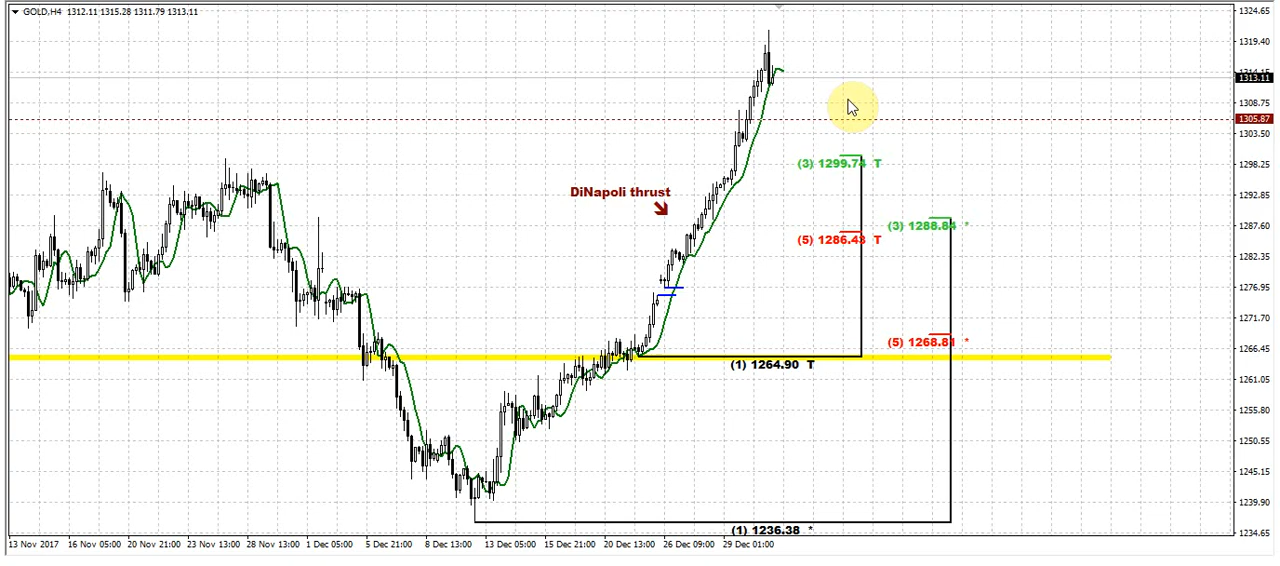 GOLD,H4 1312.11 1315.28 1311.79 1313.11
1324.65
1319.40
1313.11
1308.75
1305.87
1303.50
1298.25
1292.85
1287.60
1282.35
1276.95
1271.70
1266.45
1261.05
1255.80
1250.55
1245.15
1239.90
1234.65
DiNapoli thrust
(3) 1299.74 T
(3) 1288.84 *
(5) 1286.43 T
(5) 1268.81 *
(1) 1264.90 T
(1) 1236.38 *
13 Nov 2017
16 Nov 05:00
20 Nov 21:00
23 Nov 13:00
28 Nov 13:00
1 Dec 05:00
5 Dec 21:00
8 Dec 13:00
13 Dec 05:00
15 Dec 21:00
20 Dec 13:00
26 Dec 09:00
29 Dec 01:00